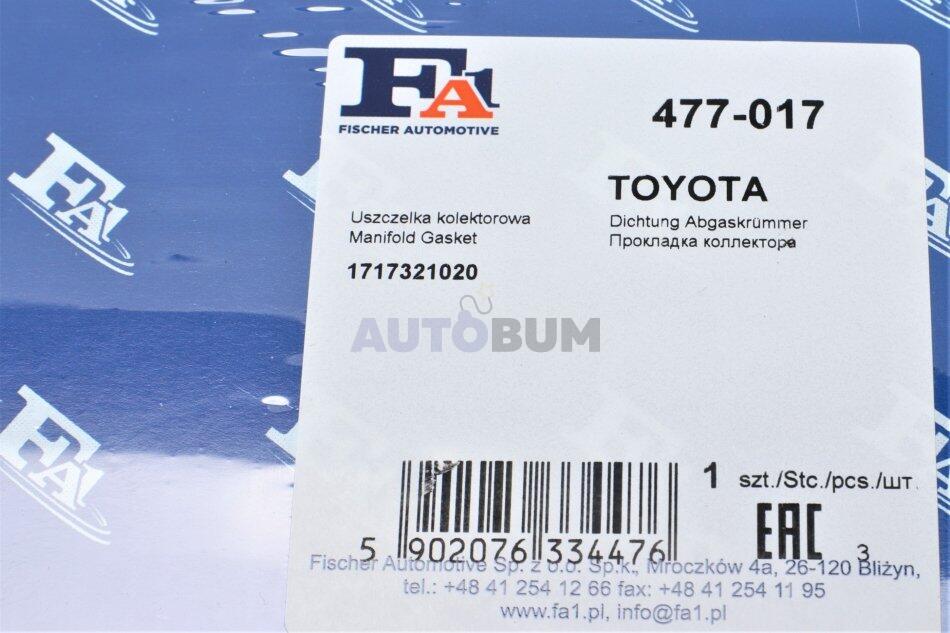 FA1
FISCHER AUTOMOTIVE
477-017
TOYOTA
Uszczelka kolektorowa
Manifold Gasket
Dichtung Abgaskrümmer
Прокладка коллектора
1717321020
AUTOBUM
1 szt./Stc./pcs./шт.
EAC
3
5 902076 334476
Fischer Automotive Sp. z o.o. Sp.k., Mroczków 4a, 26-120 Bliżyn,
tel.: +48 41 254 12 66 fax: +48 41 254 11 95
www.fa1.pl, info@fa1.pl
FA1
FA1